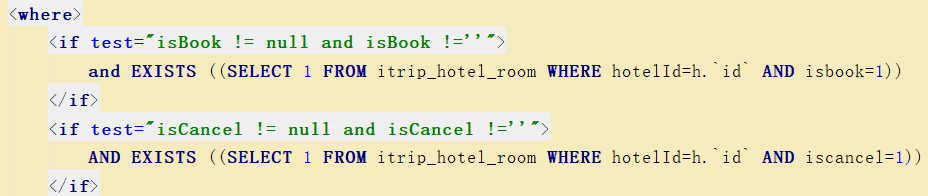 <where>
<if test="isBook != null and isBook !=''">
and EXISTS ((SELECT 1 FROM itrip_hotel_room WHERE hotelId=h.`id` AND isbook=1))
</if>
<if test="isCancel != null and isCancel !=''">
AND EXISTS ((SELECT 1 FROM itrip_hotel_room WHERE hotelId=h.`id` AND iscancel=1))
</if>